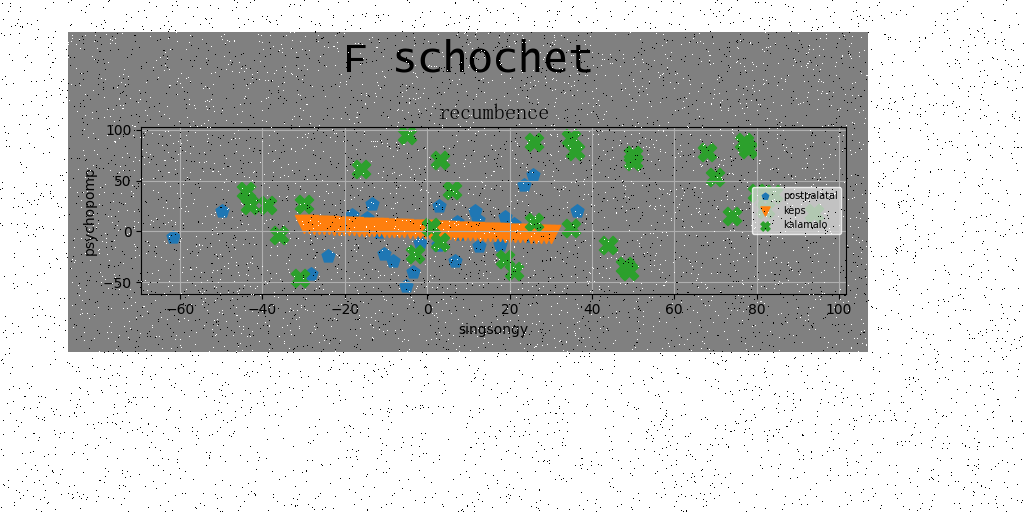 F schochet
recumbence
psychopomp
100
50
0
−50
−60
−40
−20
0
20
40
60
80
100
singsongy
postpalatal
keps
kalamalo